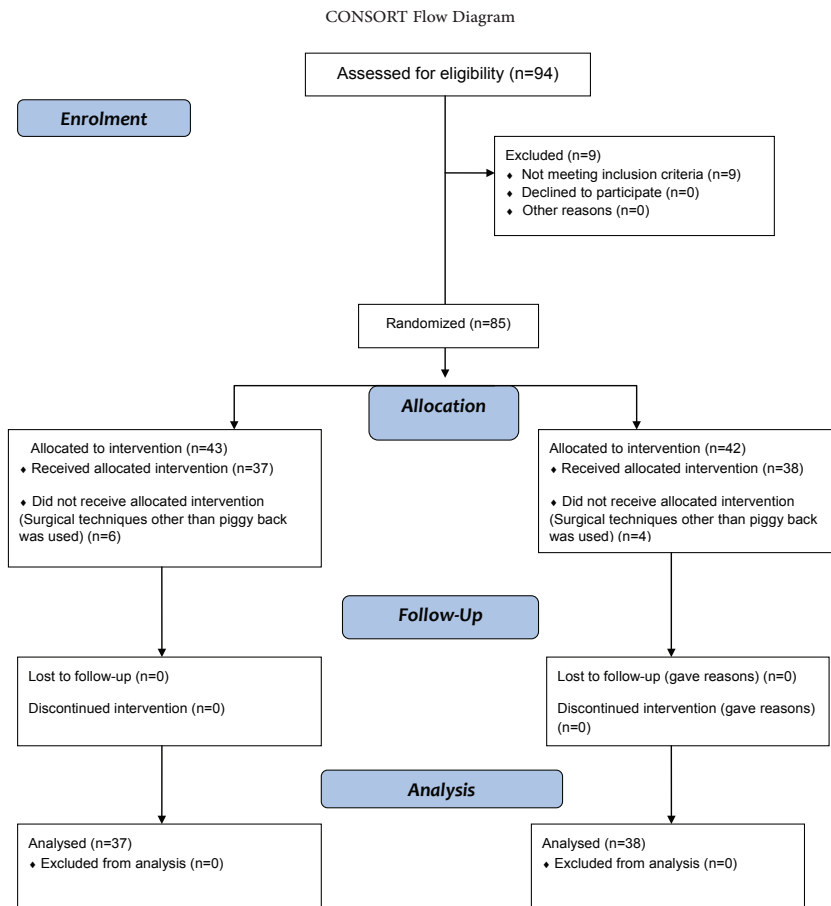 CONSORT Flow Diagram
Assessed for eligibility (n=94)
Enrolment
Excluded (n=9)
♦ Not meeting inclusion criteria (n=9)
♦ Declined to participate (n=0)
♦ Other reasons (n=0)
Randomized (n=85)
Allocation
Allocated to intervention (n=43)
♦ Received allocated intervention (n=37)
♦ Did not receive allocated intervention
(Surgical techniques other than piggy back
was used) (n=6)
Allocated to intervention (n=42)
♦ Received allocated intervention (n=38)
♦ Did not receive allocated intervention
(Surgical techniques other than piggy back
was used) (n=4)
Follow-Up
Lost to follow-up (n=0)
Discontinued intervention (n=0)
Lost to follow-up (gave reasons) (n=0)
Discontinued intervention (gave reasons)
(n=0)
Analysis
Analysed (n=37)
♦ Excluded from analysis (n=0)
Analysed (n=38)
♦ Excluded from analysis (n=0)